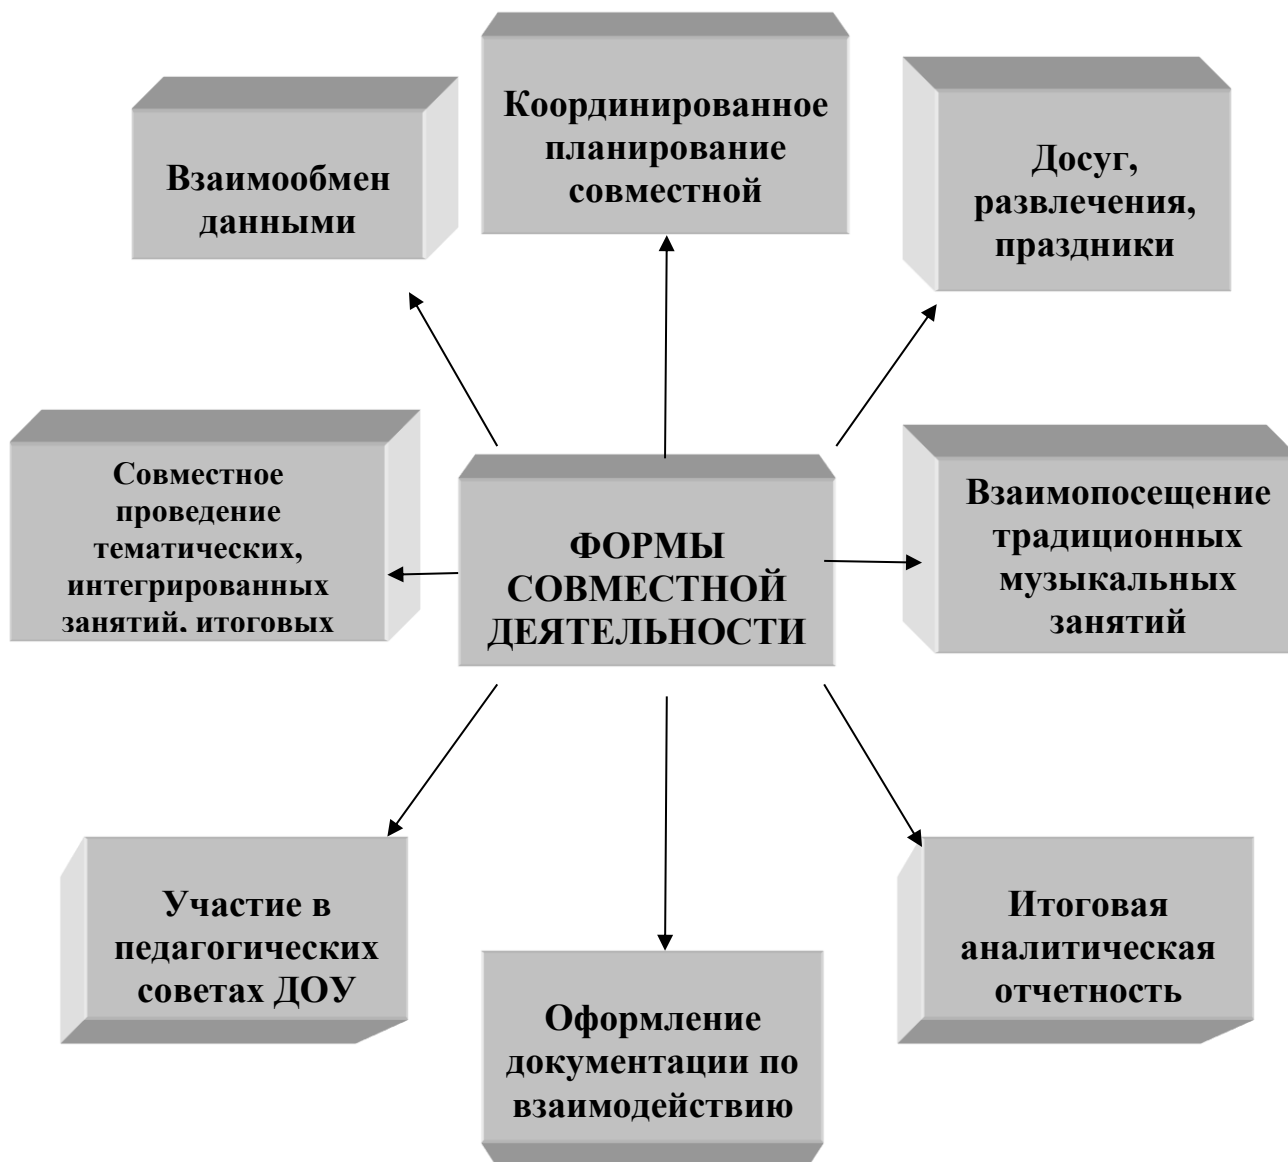 Координированное
планирование
совместной
Взаимообмен
данными
Досуг,
развлечения,
праздники
Совместное
проведение
тематических,
интегрированных
занятий, итоговых
ФОРМЫ
СОВМЕСТНОЙ
ДЕЯТЕЛЬНОСТИ
Взаимопосещение
традиционных
музыкальных
занятий
Участие в
педагогических
советах ДОУ
Оформление
документации по
взаимодействию
Итоговая
аналитическая
отчетность